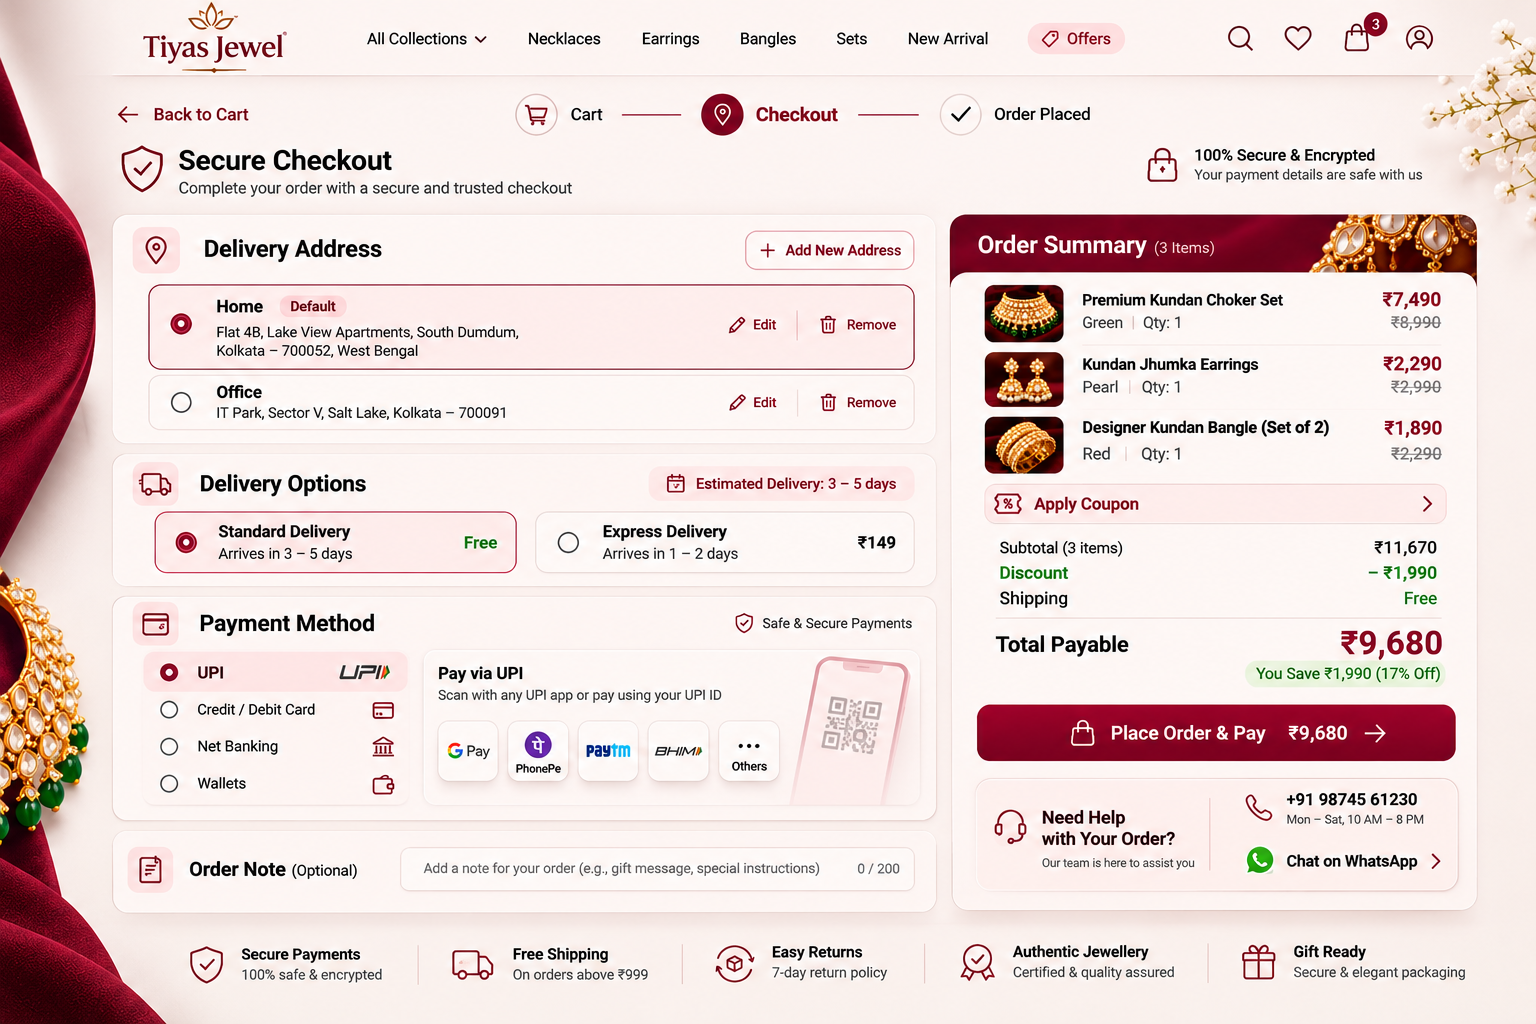 Tiyas Jewel
All Collections
Necklaces
Earrings
Bangles
Sets
New Arrival
Offers
3
Back to Cart
Cart
Checkout
Order Placed
Secure Checkout
Complete your order with a secure and trusted checkout
100% Secure & Encrypted
Your payment details are safe with us
Delivery Address
Add New Address
Home Default
Flat 4B, Lake View Apartments, South Dumdum,
Kolkata – 700052, West Bengal
Edit
Remove
Office
IT Park, Sector V, Salt Lake, Kolkata – 700091
Edit
Remove
Delivery Options
Estimated Delivery: 3 – 5 days
Standard Delivery
Arrives in 3 – 5 days
Free
Express Delivery
Arrives in 1 – 2 days
₹149
Payment Method
Safe & Secure Payments
UPI
UPI
Credit / Debit Card
Net Banking
Wallets
Pay via UPI
Scan with any UPI app or pay using your UPI ID
G Pay
पे
PhonePe
paytm
BHIM
Others
Order Note (Optional)
Add a note for your order (e.g., gift message, special instructions)
0 / 200
Order Summary (3 Items)
Premium Kundan Choker Set
₹7,490
Green | Qty: 1
₹8,990
Kundan Jhumka Earrings
₹2,290
Pearl | Qty: 1
₹2,990
Designer Kundan Bangle (Set of 2)
₹1,890
Red | Qty: 1
₹2,290
% Apply Coupon
Subtotal (3 items)
₹11,670
Discount
– ₹1,990
Shipping
Free
Total Payable
₹9,680
You Save ₹1,990 (17% Off)
Place Order & Pay ₹9,680
Need Help
with Your Order?
Our team is here to assist you
+91 98745 61230
Mon – Sat, 10 AM – 8 PM
Chat on WhatsApp
Secure Payments
100% safe & encrypted
Free Shipping
On orders above ₹999
Easy Returns
7-day return policy
Authentic Jewellery
Certified & quality assured
Gift Ready
Secure & elegant packaging